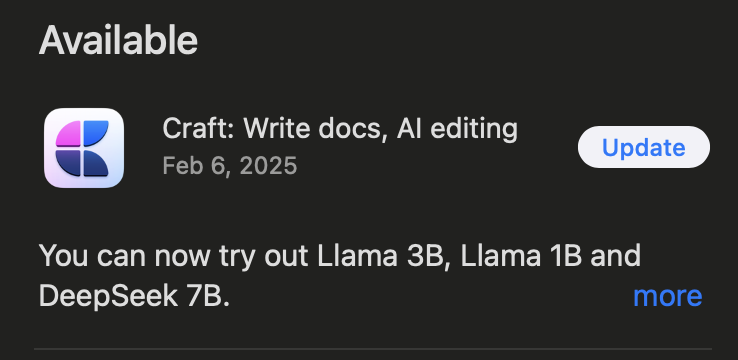 Available
Craft: Write docs, AI editing
Feb 6, 2025
Update
You can now try out Llama 3B, Llama 1B and
DeepSeek 7B.
more